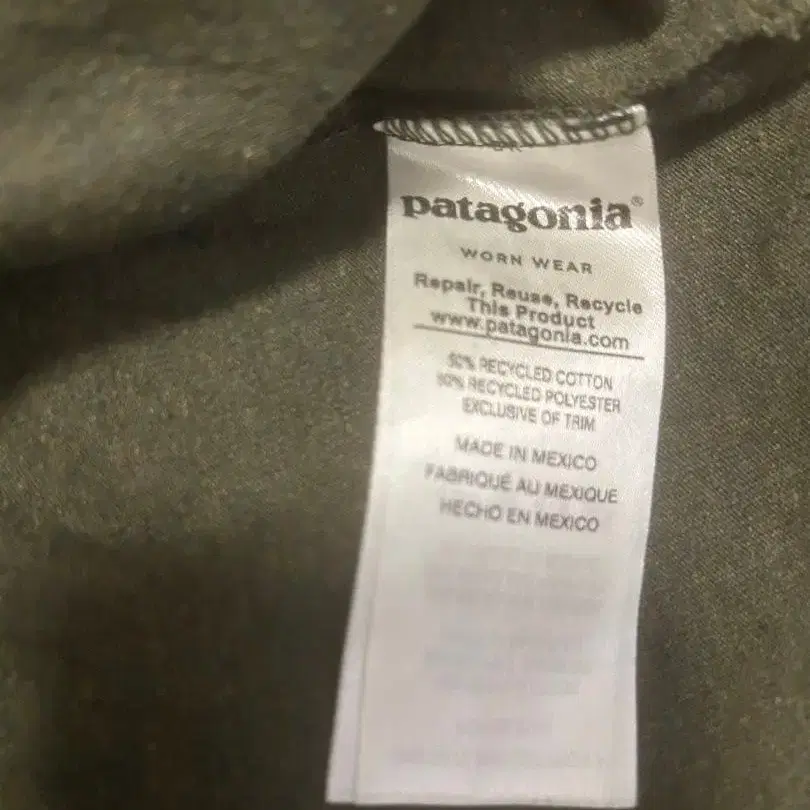 patagonia®
WORN WEAR
Repair, Reuse, Recycle
This Product
www.patagonia.com
50% RECYCLED COTTON
50% RECYCLED POLYESTER
EXCLUSIVE OF TRIM
MADE IN MEXICO
FABRIQUÉ AU MEXIQUE
HECHO EN MEXICO